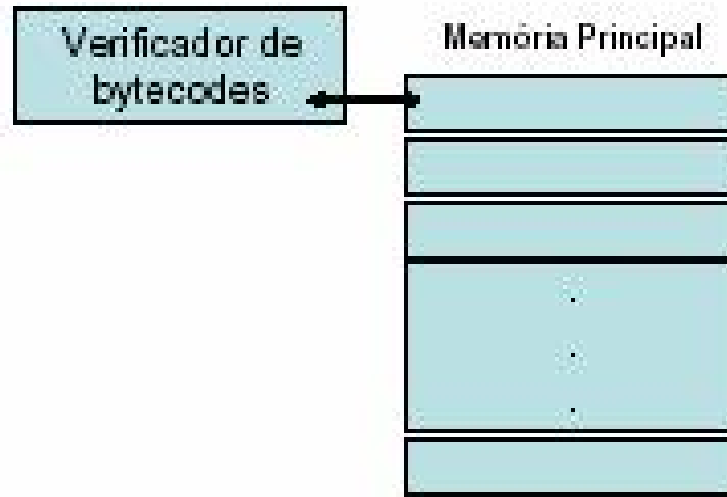 Verificador de
bytecodes
Memória Principal
.
.
.